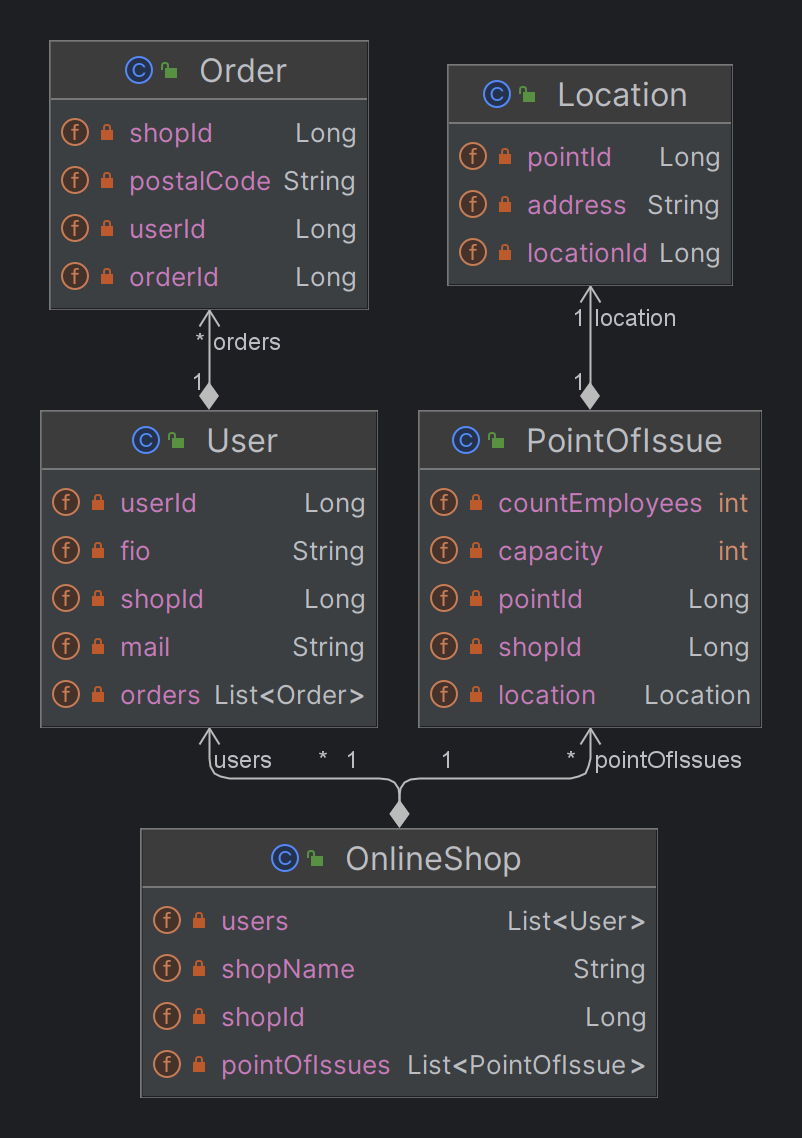 Order
shopId Long
postalCode String
userId Long
orderId Long
Location
pointId Long
address String
locationId Long
* orders
1
1 location
1
User
userId Long
fio String
shopId Long
mail String
orders List<Order>
PointOfIssue
countEmployees int
capacity int
pointId Long
shopId Long
location Location
users * 1
1 * pointOfIssues
OnlineShop
users List<User>
shopName String
shopId Long
pointOfIssues List<PointOfIssue>